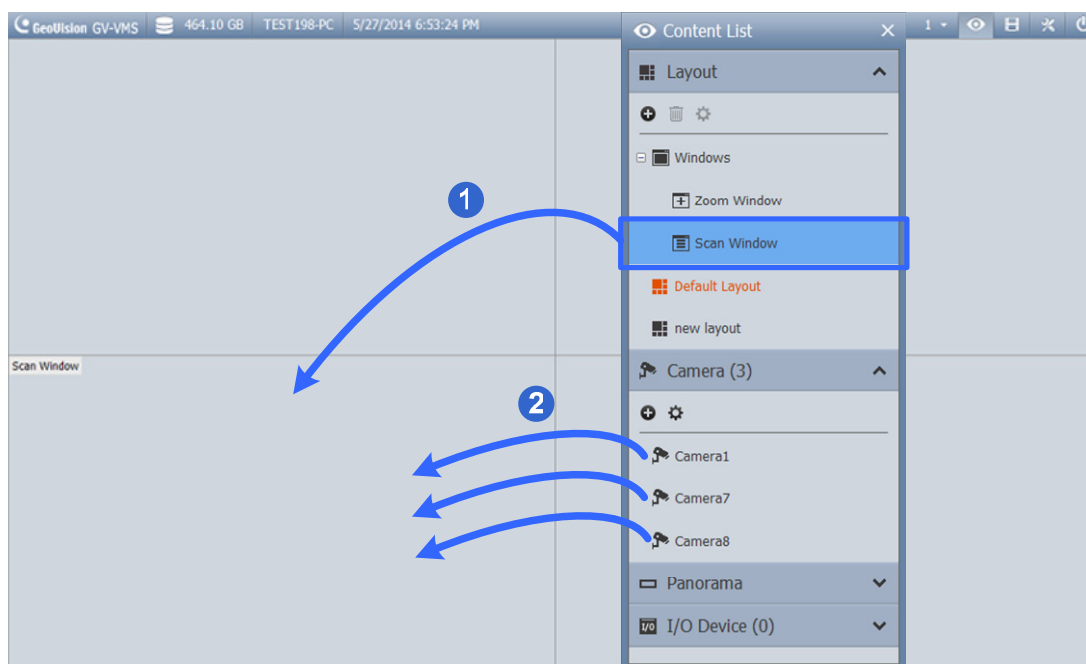 GeoVision GV-VMS 464.10 GB TEST198-PC 5/27/2014 6:53:24 PM
Content List
1
Layout
Windows
1
Zoom Window
Scan Window
Default Layout
new layout
Scan Window
Camera (3)
2
Camera1
Camera7
Camera8
Panorama
I/O
I/O Device (0)